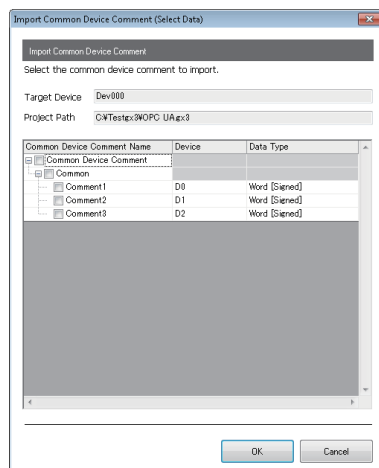 Import Common Device Comment (Select Data)
Import Common Device Comment
Select the common device comment to import.
Target Device Dev000
Project Path C:¥Testgx3¥OPC UA.gx3
Common Device Comment Name Device Data Type
Common Device Comment
Common
Comment1 D0 Word [Signed]
Comment2 D1 Word [Signed]
Comment3 D2 Word [Signed]
OK Cancel